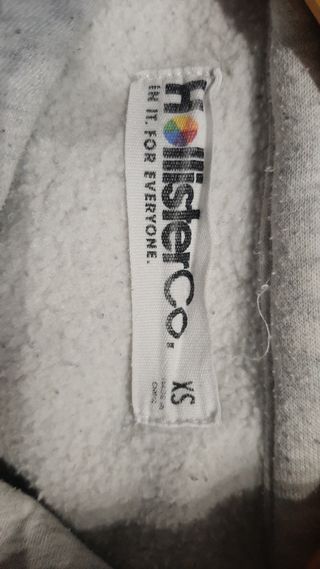 HollisterCo.
IN IT. FOR EVERYONE.
XS